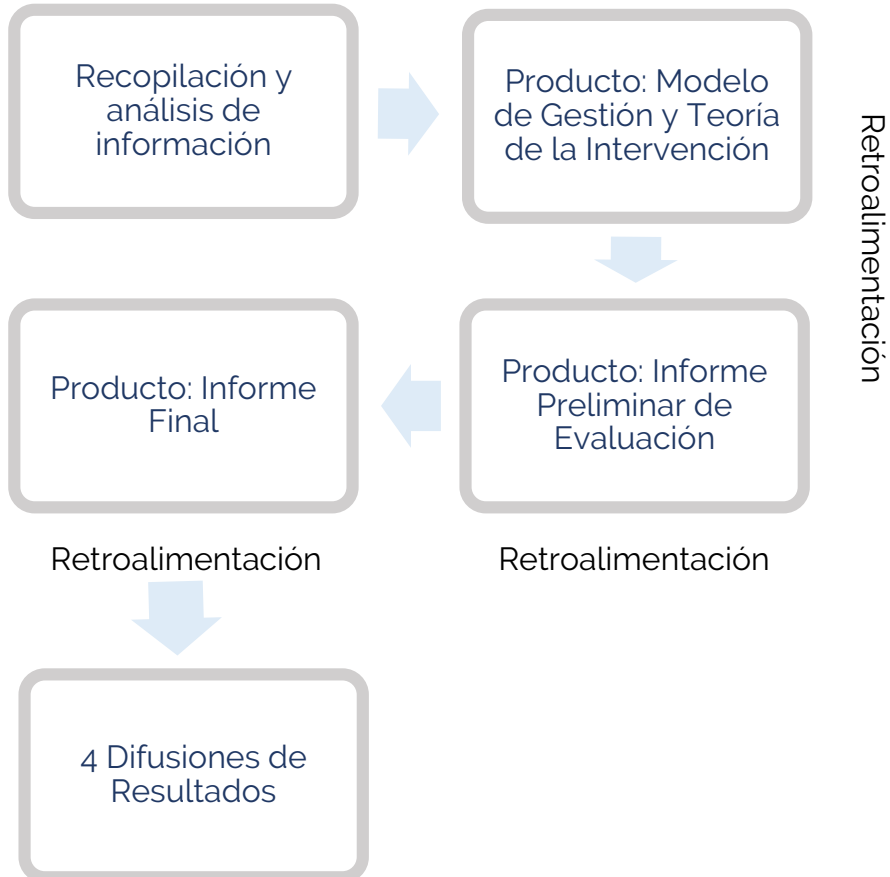 Recopilación y
análisis de
información
Producto: Modelo
de Gestión y Teoría
de la Intervención
Retroalimentación
Producto: Informe
Preliminar de
Evaluación
Retroalimentación
Producto: Informe
Final
Retroalimentación
4 Difusiones de
Resultados